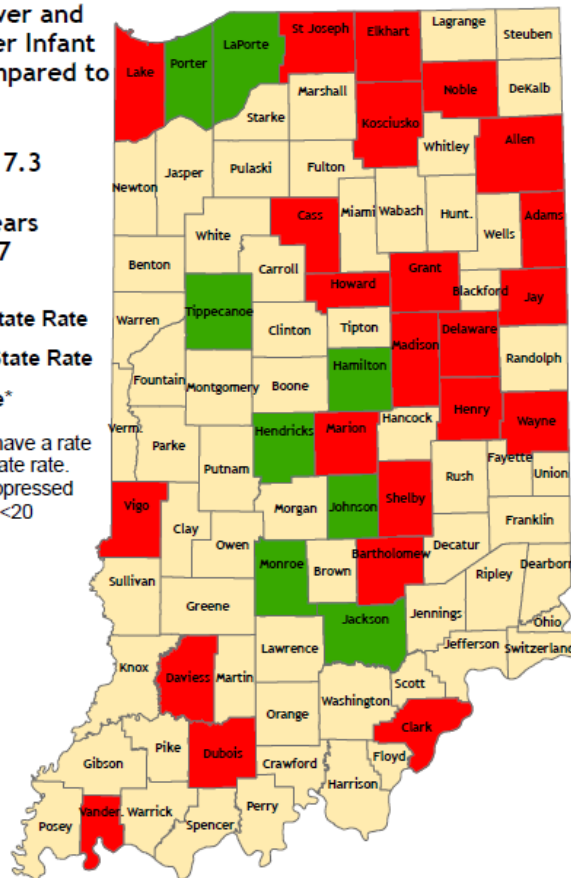 ver and
er Infant
mpared to
7.3
ears
7
tate Rate
State Rate
e*
have a rate
ate rate.
ppressed
<20
Lake
Porter
LaPorte
St Joseph
Elkhart
Lagrange
Steuben
Noble
DeKalb
Marshall
Starke
Kosciusko
Whitley
Allen
Newton
Jasper
Pulaski
Fulton
Miami
Wabash
Hunt.
Wells
Adams
White
Cass
Benton
Carroll
Howard
Grant
Blackford
Jay
Warren
Tippecanoe
Clinton
Tipton
Madison
Delaware
Randolph
Fountain
Montgomery
Boone
Hamilton
Henry
Wayne
Verm.
Parke
Putnam
Hendricks
Marion
Hancock
Rush
Fayette
Union
Vigo
Clay
Owen
Morgan
Johnson
Shelby
Franklin
Sullivan
Greene
Monroe
Brown
Bartholomew
Decatur
Ripley
Dearborn
Jackson
Jennings
Ohio
Jefferson
Switzerland
Knox
Daviess
Martin
Lawrence
Washington
Scott
Orange
Clark
Floyd
Gibson
Pike
Dubois
Crawford
Harrison
Posey
Vander.
Warrick
Spencer
Perry